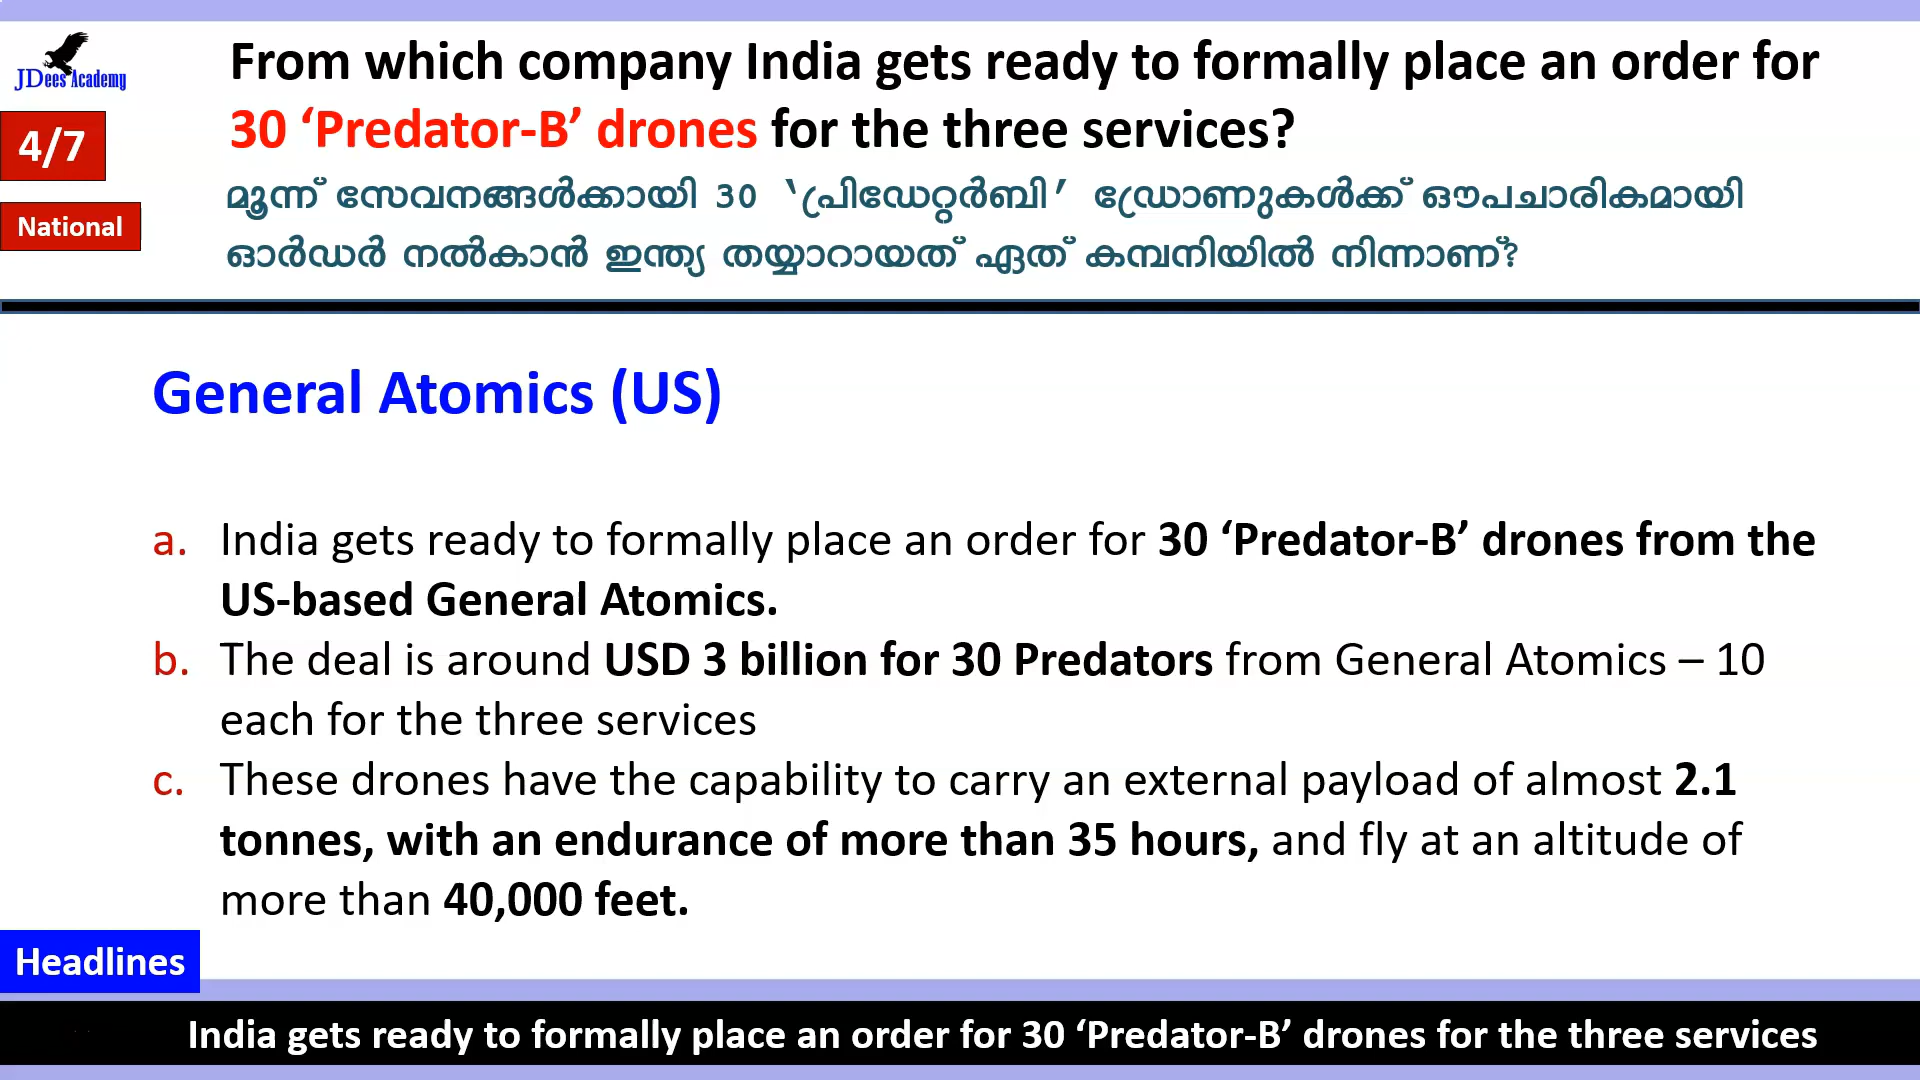 JDees Academy
From which company India gets ready to formally place an order for
30 ‘Predator-B’ drones for the three services?
4/7
മൂന്ന് സേവനങ്ങൾക്കായി 30 ‘പ്രിഡേറ്റർബി’ ഡ്രോണുകൾക്ക് ഔപചാരികമായി
National
ഓർഡർ നൽകാൻ ഇന്ത്യ തയ്യാറായത് ഏത് കമ്പനിയിൽ നിന്നാണ്?
General Atomics (US)
a. India gets ready to formally place an order for 30 ‘Predator-B’ drones from the
US-based General Atomics.
b. The deal is around USD 3 billion for 30 Predators from General Atomics – 10
each for the three services
c. These drones have the capability to carry an external payload of almost 2.1
tonnes, with an endurance of more than 35 hours, and fly at an altitude of
more than 40,000 feet.
Headlines
India gets ready to formally place an order for 30 ‘Predator-B’ drones for the three services